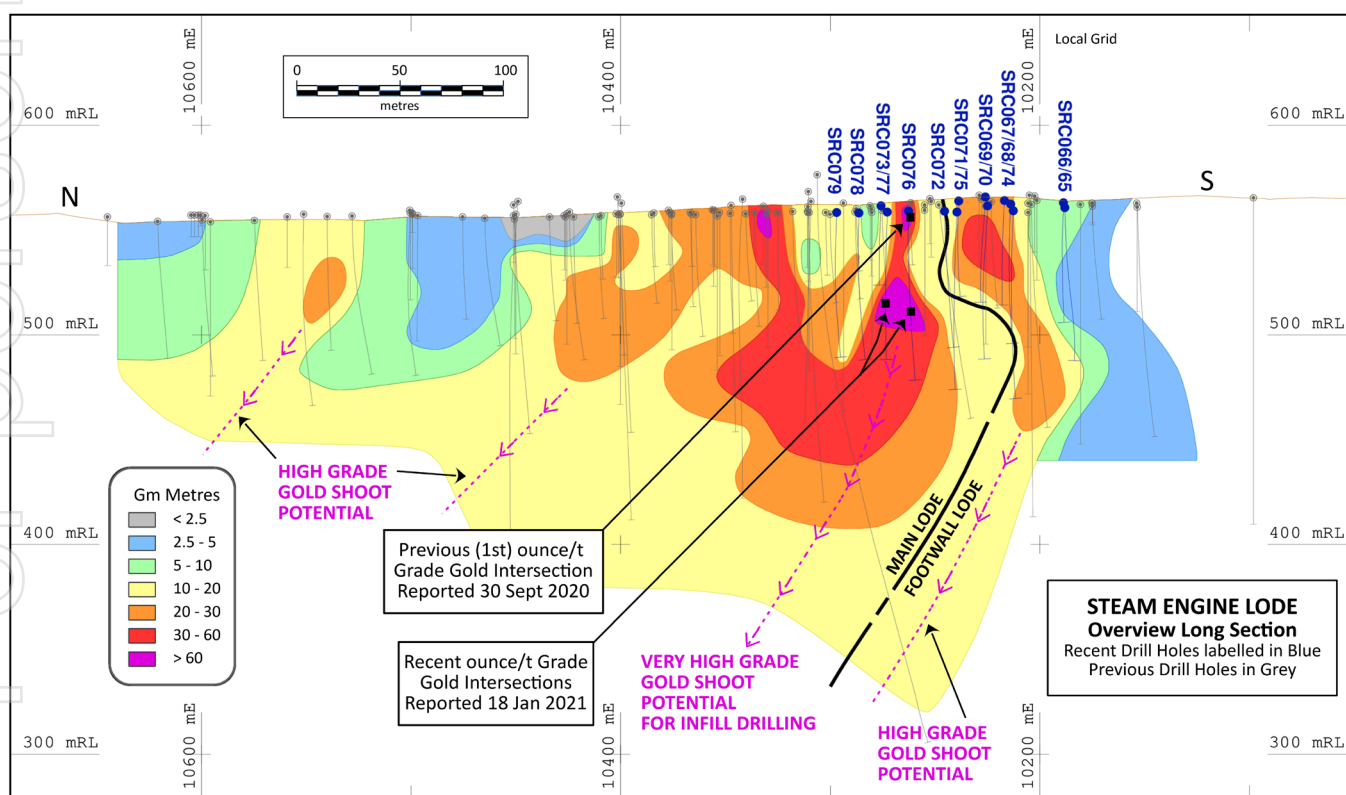 10600 mE
10400 mE
10200 mE
Local Grid
0 50 100
metres
600 mRL
600 mRL
SRC079
SRC078
SRC073/77
SRC076
SRC072
SRC071/75
SRC069/70
SRC067/68/74
SRC066/65
N
S
500 mRL
500 mRL
HIGH GRADE
GOLD SHOOT
POTENTIAL
Gm Metres
< 2.5
2.5 - 5
5 - 10
10 - 20
20 - 30
30 - 60
> 60
400 mRL
400 mRL
Previous (1st) ounce/t
Grade Gold Intersection
Reported 30 Sept 2020
Recent ounce/t Grade
Gold Intersections
Reported 18 Jan 2021
MAIN LODE
FOOTWALL LODE
VERY HIGH GRADE
GOLD SHOOT
POTENTIAL
FOR INFILL DRILLING
HIGH GRADE
GOLD SHOOT
POTENTIAL
STEAM ENGINE LODE
Overview Long Section
Recent Drill Holes labelled in Blue
Previous Drill Holes in Grey
300 mRL
300 mRL
10600 mE
10400 mE
10200 mE